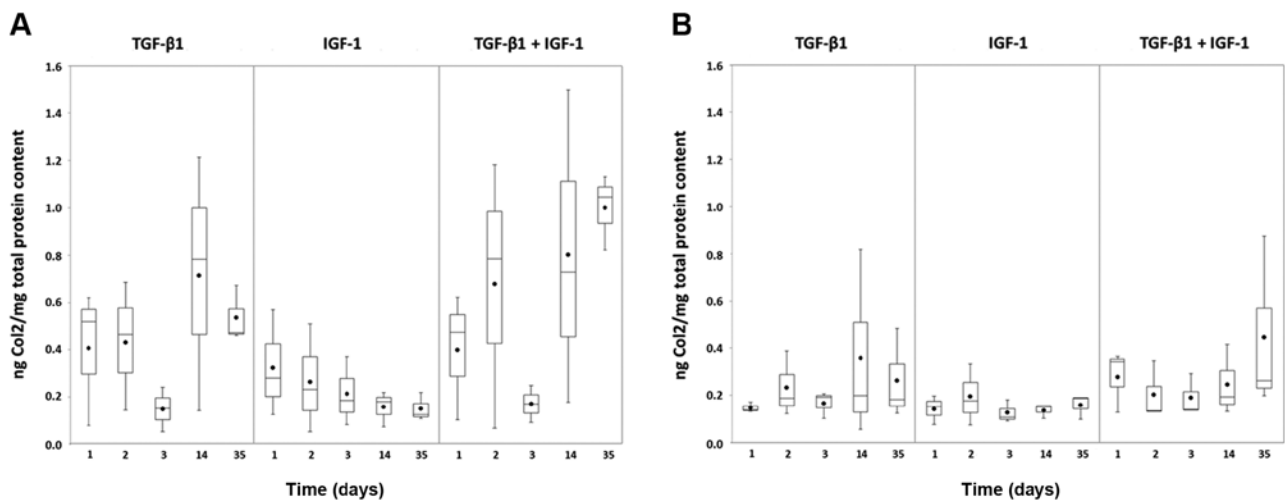 A
TGF-β1 IGF-1 TGF-β1 + IGF-1
ng Col2/mg total protein content
1.6
1.4
1.2
1.0
0.8
0.6
0.4
0.2
0.0
1 2 3 14 35 1 2 3 14 35 1 2 3 14 35
Time (days)
B
TGF-β1 IGF-1 TGF-β1 + IGF-1
ng Col2/mg total protein content
1.6
1.4
1.2
1.0
0.8
0.6
0.4
0.2
0.0
1 2 3 14 35 1 2 3 14 35 1 2 3 14 35
Time (days)